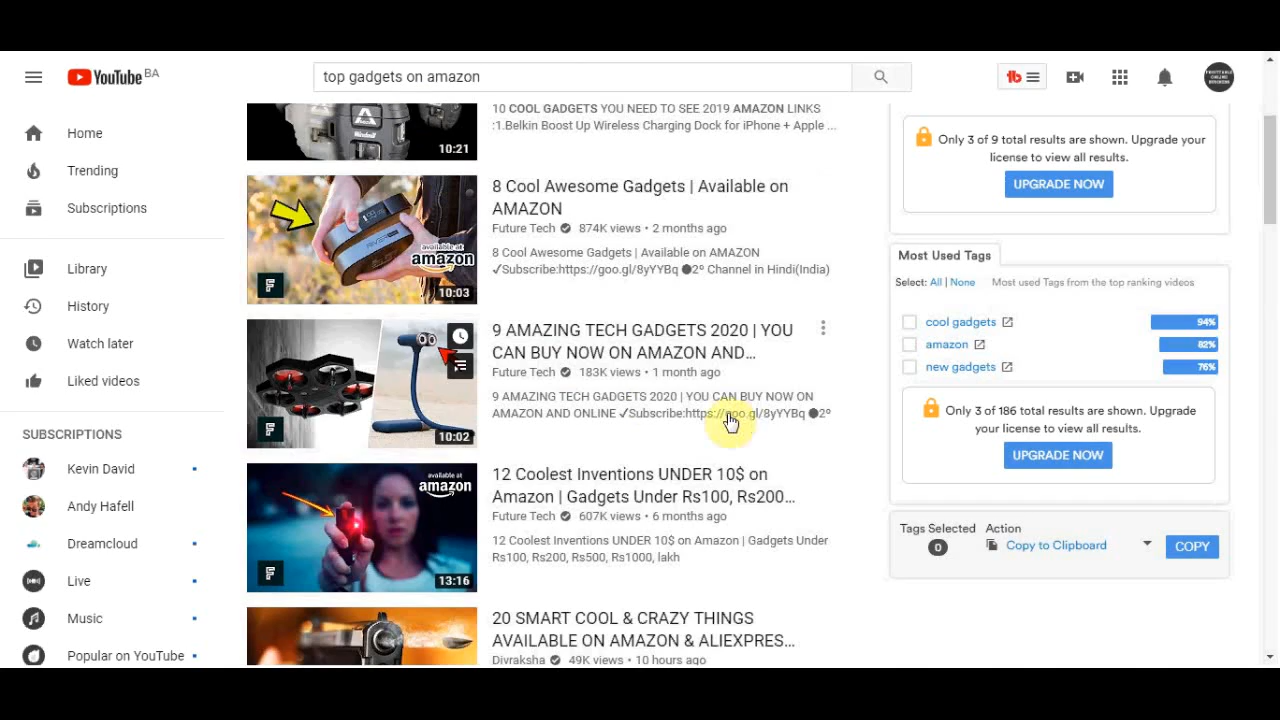 YouTube BA
top gadgets on amazon
Home
Trending
Subscriptions
Library
History
Watch later
Liked videos
SUBSCRIPTIONS
Kevin David
Andy Hafell
Dreamcloud
Live
Music
Popular on YouTube
10:21
10 COOL GADGETS YOU NEED TO SEE 2019 AMAZON LINKS
:1.Belkin Boost Up Wireless Charging Dock for iPhone + Apple ...
available at
amazon
10:03
8 Cool Awesome Gadgets | Available on
AMAZON
Future Tech 874K views • 2 months ago
8 Cool Awesome Gadgets | Available on AMAZON
✓Subscribe:https://goo.gl/8yYYBq ⚈2º Channel in Hindi(India)
10:02
9 AMAZING TECH GADGETS 2020 | YOU
CAN BUY NOW ON AMAZON AND...
Future Tech 183K views • 1 month ago
9 AMAZING TECH GADGETS 2020 | YOU CAN BUY NOW ON
AMAZON AND ONLINE ✓Subscribe:https://goo.gl/8yYYBq ⚈2º
available at
amazon
13:16
12 Coolest Inventions UNDER 10$ on
Amazon | Gadgets Under Rs100, Rs200...
Future Tech 607K views • 6 months ago
12 Coolest Inventions UNDER 10$ on Amazon | Gadgets Under
Rs100, Rs200, Rs500, Rs1000, lakh
20 SMART COOL & CRAZY THINGS
AVAILABLE ON AMAZON & ALIEXPRES...
Divraksha 49K views • 10 hours ago
Only 3 of 9 total results are shown. Upgrade your
license to view all results.
UPGRADE NOW
Most Used Tags
Select: All | None Most used Tags from the top ranking videos
cool gadgets 94%
amazon 82%
new gadgets 76%
Only 3 of 186 total results are shown. Upgrade
your license to view all results.
UPGRADE NOW
Tags Selected
0
Action
Copy to Clipboard
COPY